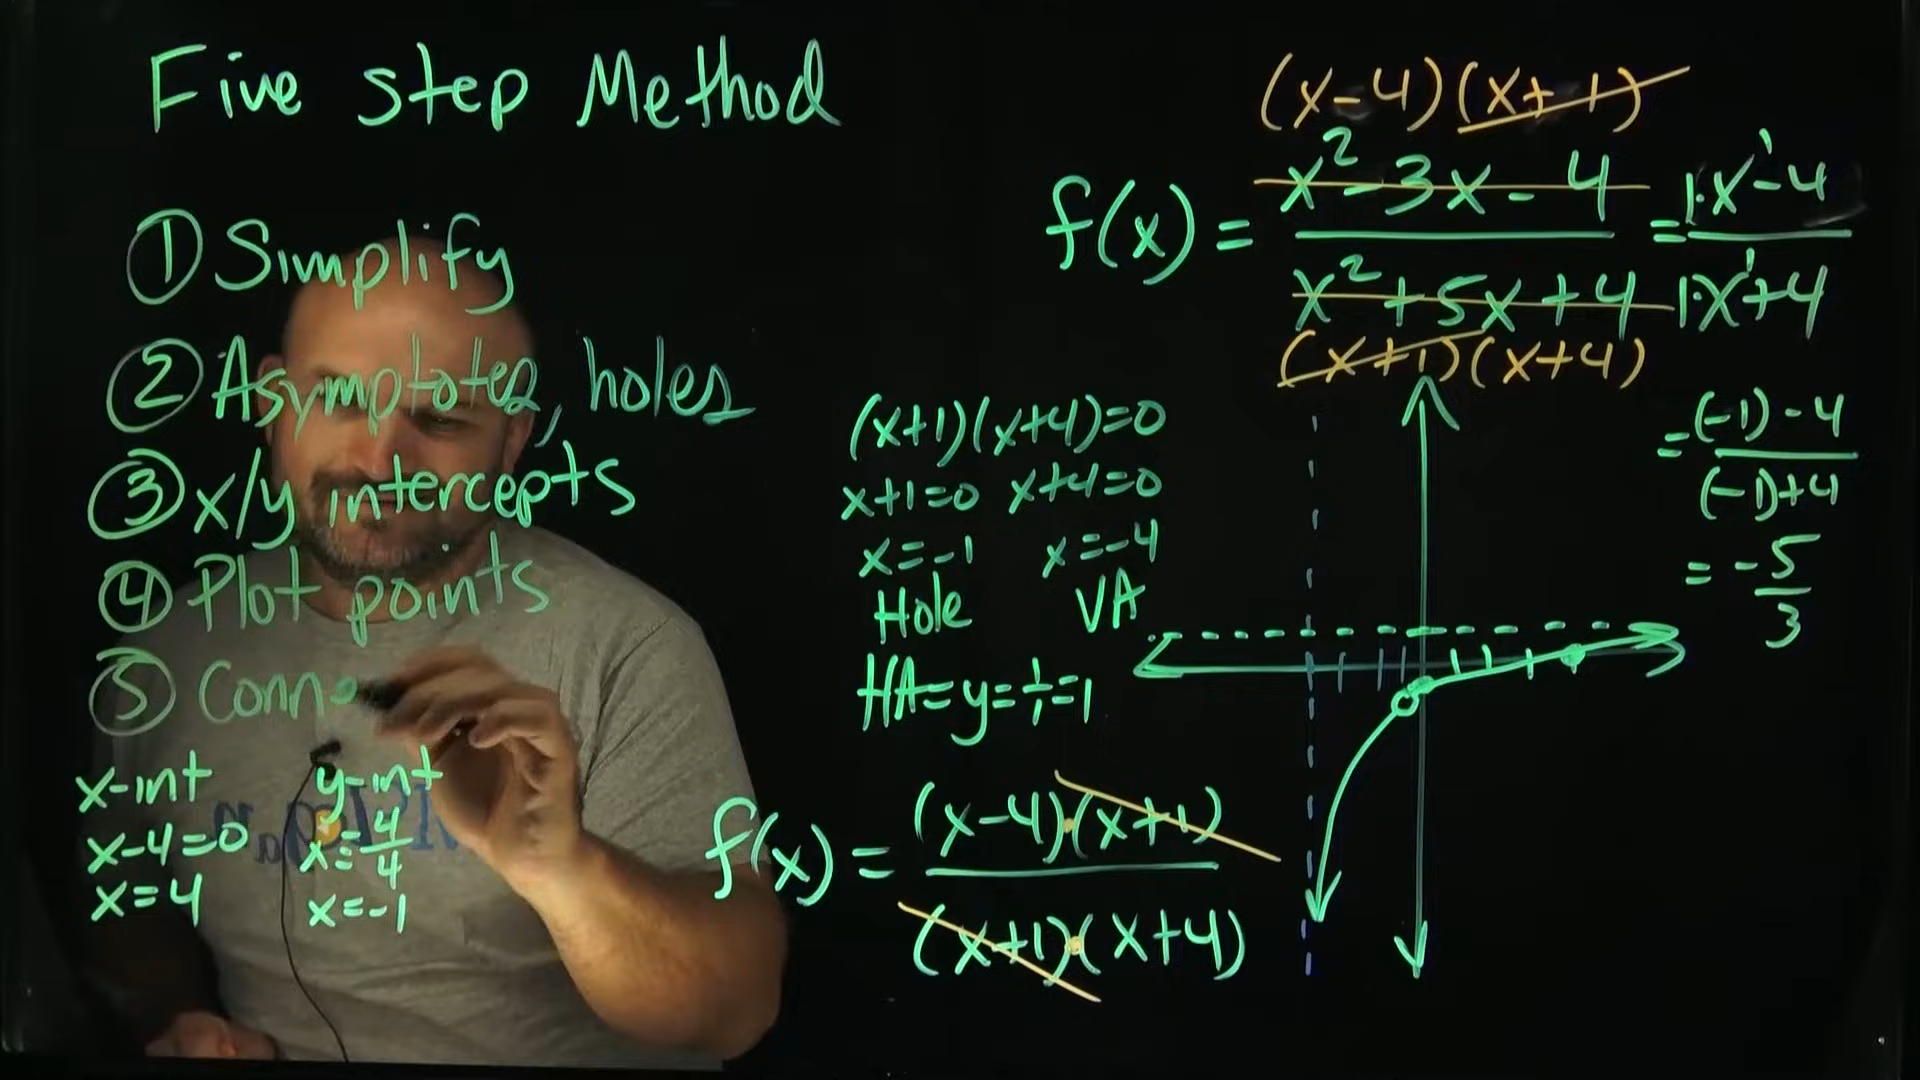 Five step Method
① Simplify
② Asymptotes, holes
③ x/y intercepts
④ Plot points
⑤ Conne
x-int
x-4=0
x=4
y-int
x=-4/4
x=-1
(x-4)(x+1)
f(x) = x²-3x-4 / x²+5x+4 = 1·x¹-4 / 1·x¹+4
(x+1)(x+4)
(x+1)(x+4)=0
x+1=0 x+4=0
x=-1 x=-4
Hole VA
HA=y=1/1=1
f(x) = (x-4)·(x+1) / (x+1)·(x+4)
= (-1)-4 / (-1)+4
= -5/3